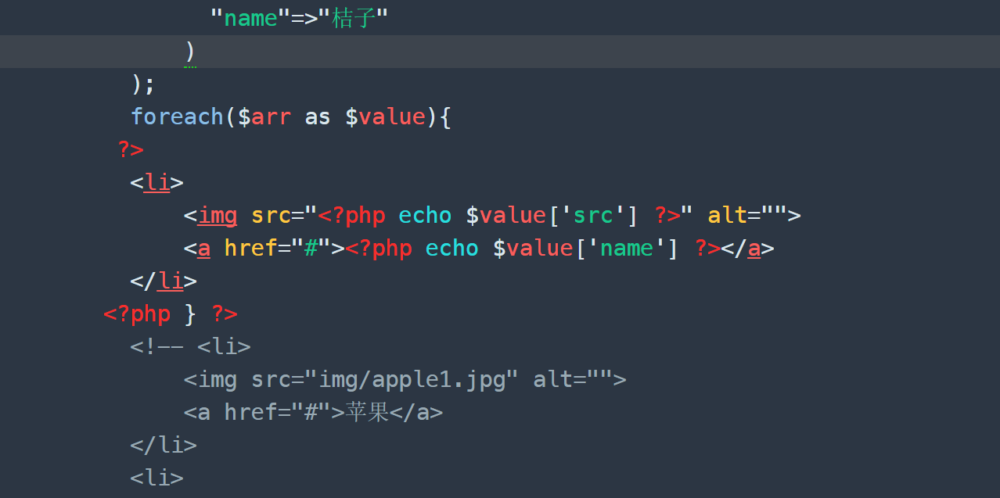 "name"=>"桔子"
)
);
foreach($arr as $value){
?>
<li>
<img src="<?php echo $value['src'] ?>" alt="">
<a href="#"><?php echo $value['name'] ?></a>
</li>
<?php } ?>
<!-- <li>
<img src="img/apple1.jpg" alt="">
<a href="#">苹果</a>
</li>
<li>